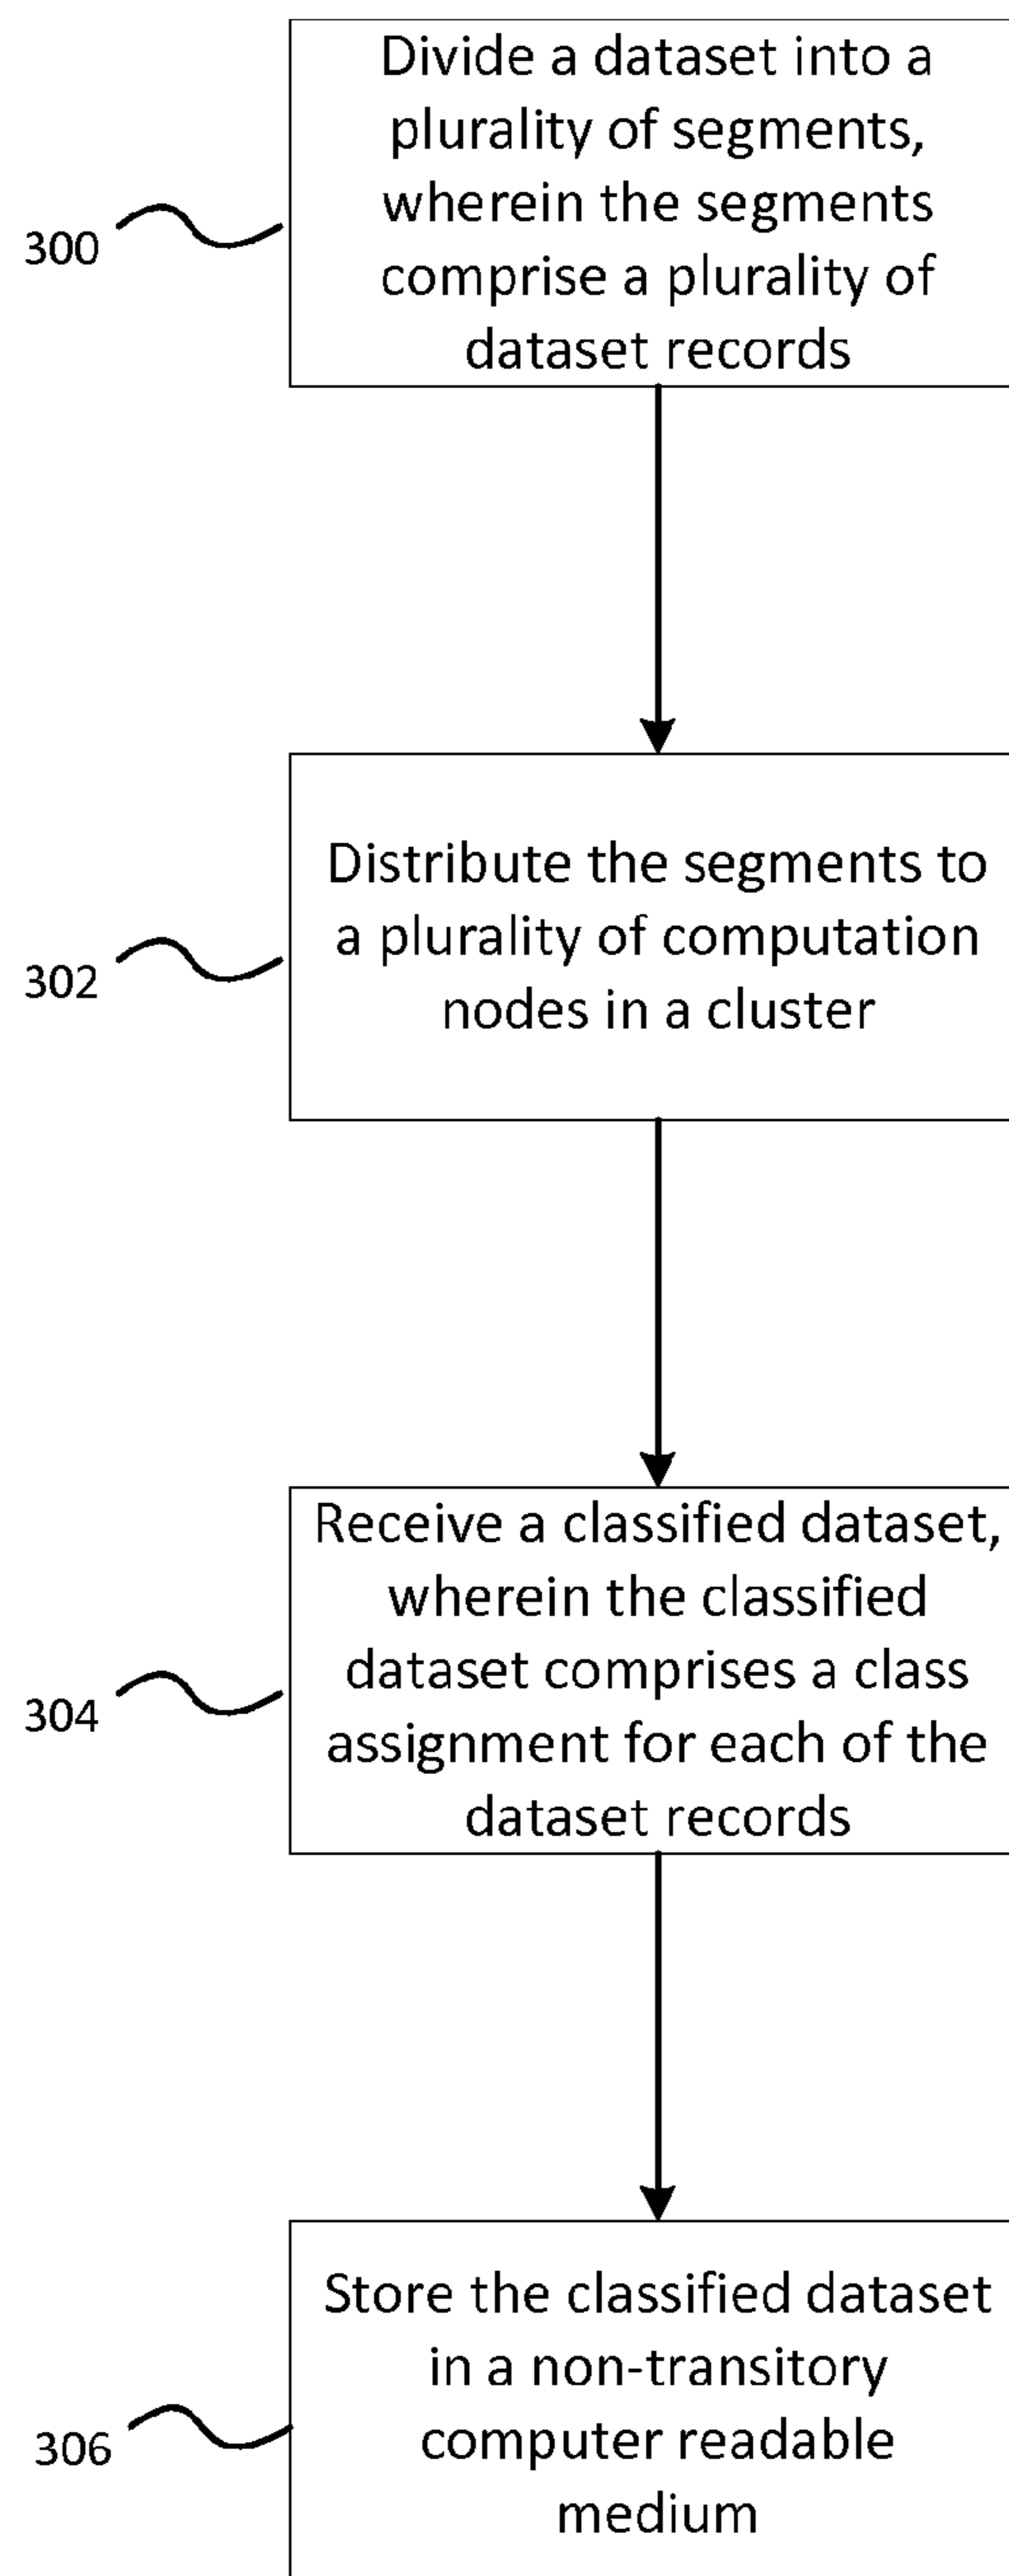 Divide a dataset into a
plurality of segments,
wherein the segments
comprise a plurality of
dataset records
300
Distribute the segments to
a plurality of computation
nodes in a cluster
302
Receive a classified dataset,
wherein the classified
dataset comprises a class
assignment for each of the
dataset records
304
Store the classified dataset
in a non-transitory
computer readable
medium
306